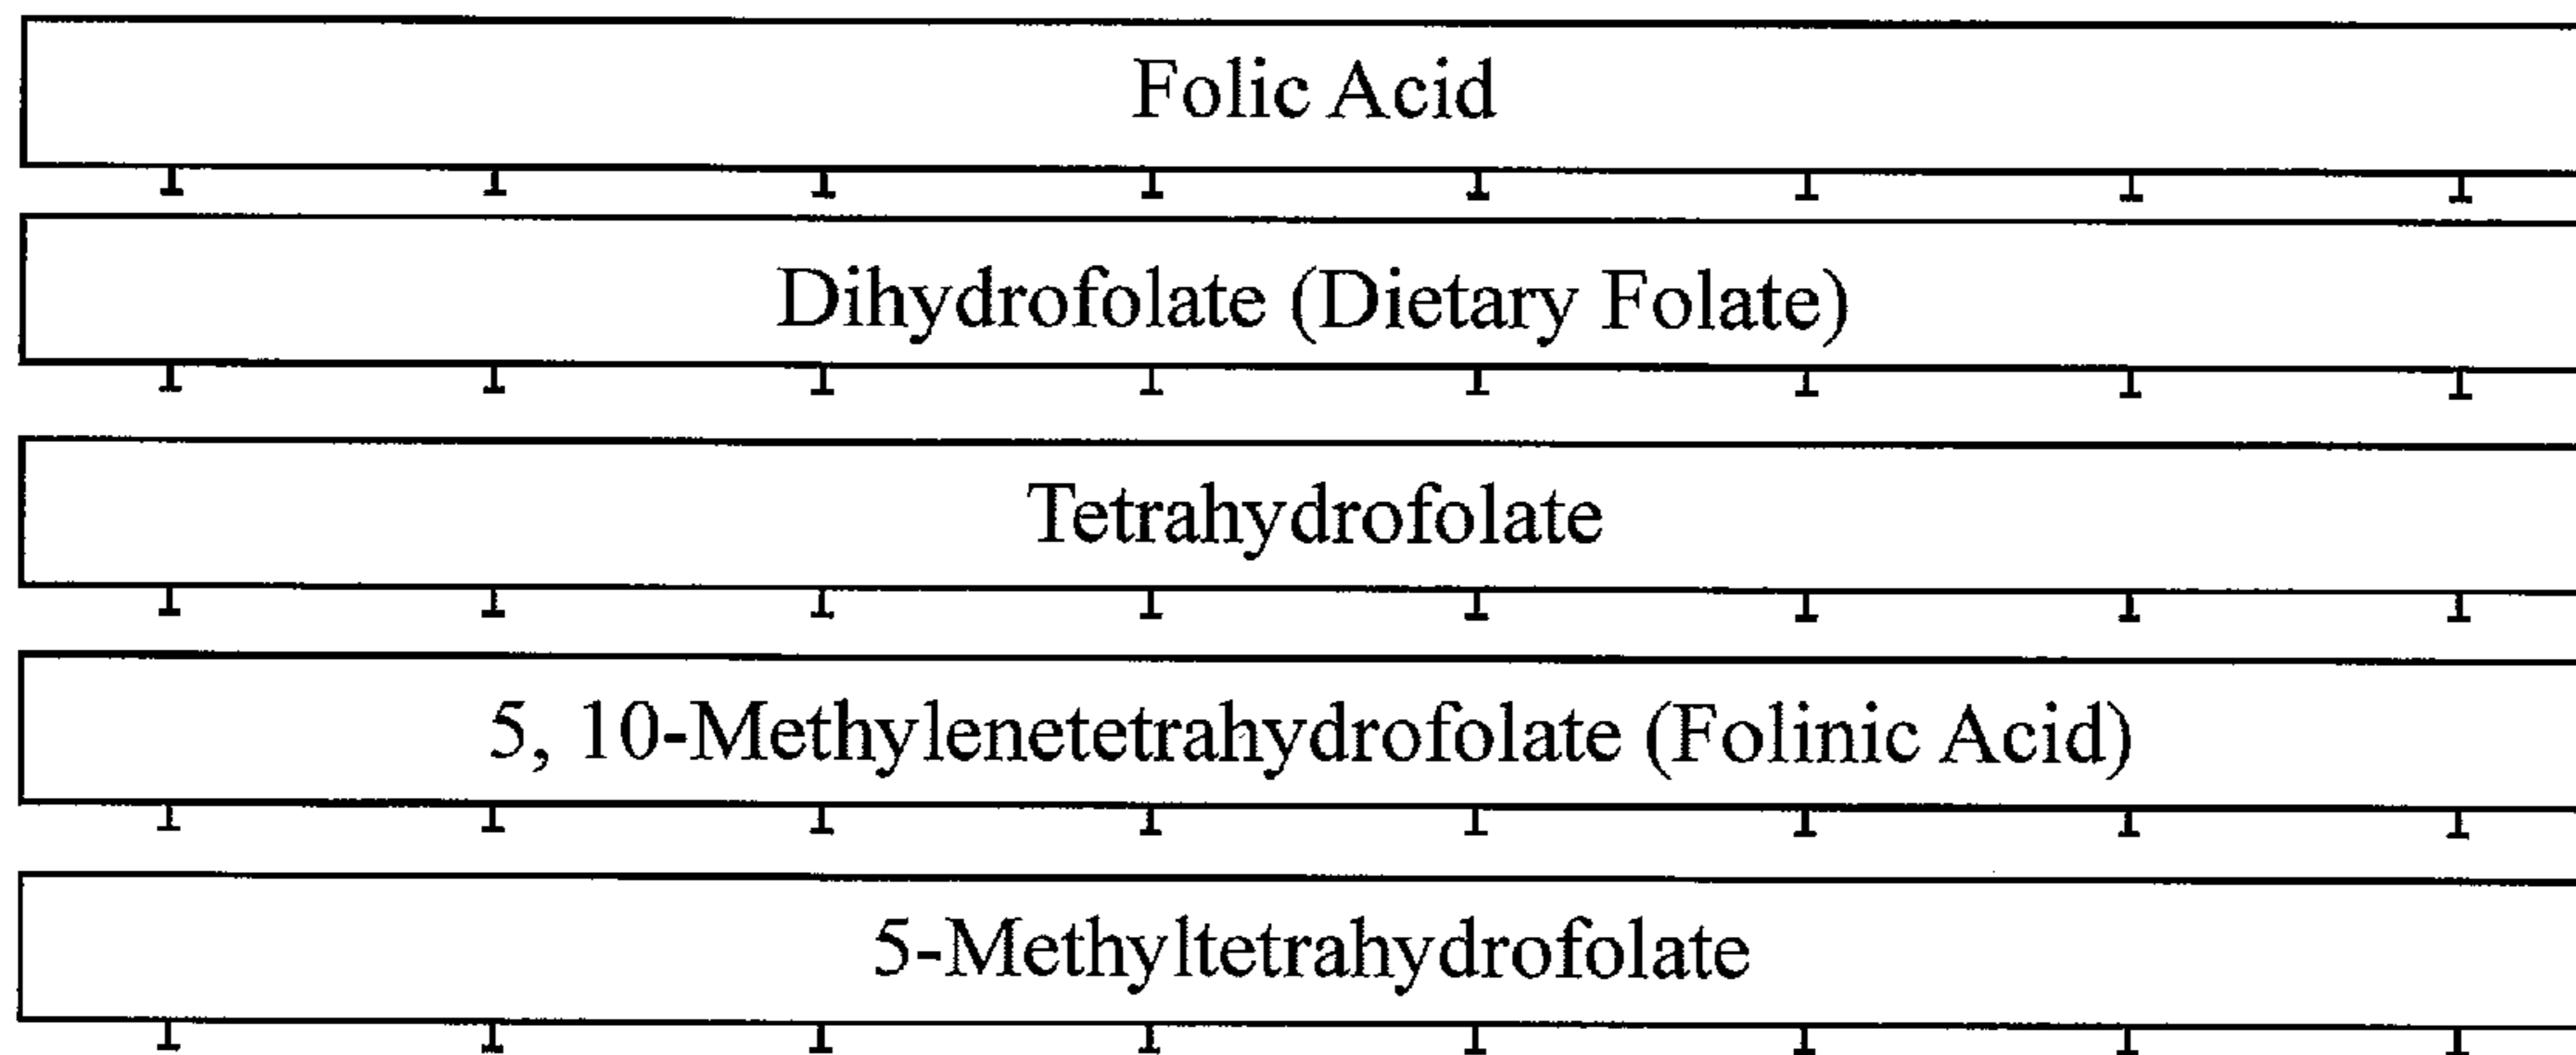 Folic Acid
Dihydrofolate (Dietary Folate)
Tetrahydrofolate
5, 10-Methylenetetrahydrofolate (Folinic Acid)
5-Methyltetrahydrofolate